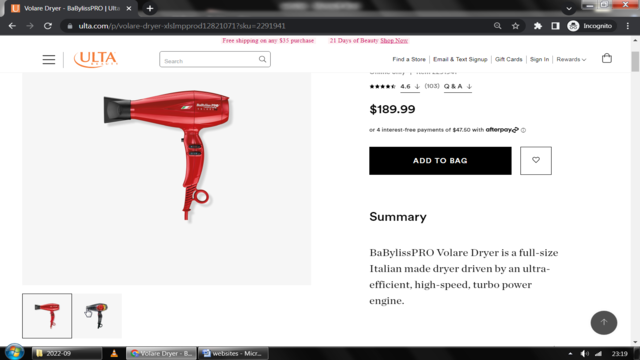 Volare Dryer - BaBylissPRO | Ulta
ulta.com/p/volare-dryer-xlsImpprod12821071?sku=2291941
Incognito
Free shipping on any $35 purchase
21 Days of Beauty Shop Now
ULTA
BEAUTY
Search
Find a Store
Email & Text Signup
Gift Cards
Sign In
Rewards
4.6
(103)
Q & A
$189.99
or 4 interest-free payments of $47.50 with afterpay
ADD TO BAG
Summary
BaBylissPRO Volare Dryer is a full-size
Italian made dryer driven by an ultra-
efficient, high-speed, turbo power
engine.
2022-09
Volare Dryer - B...
websites - Micr...
23:19